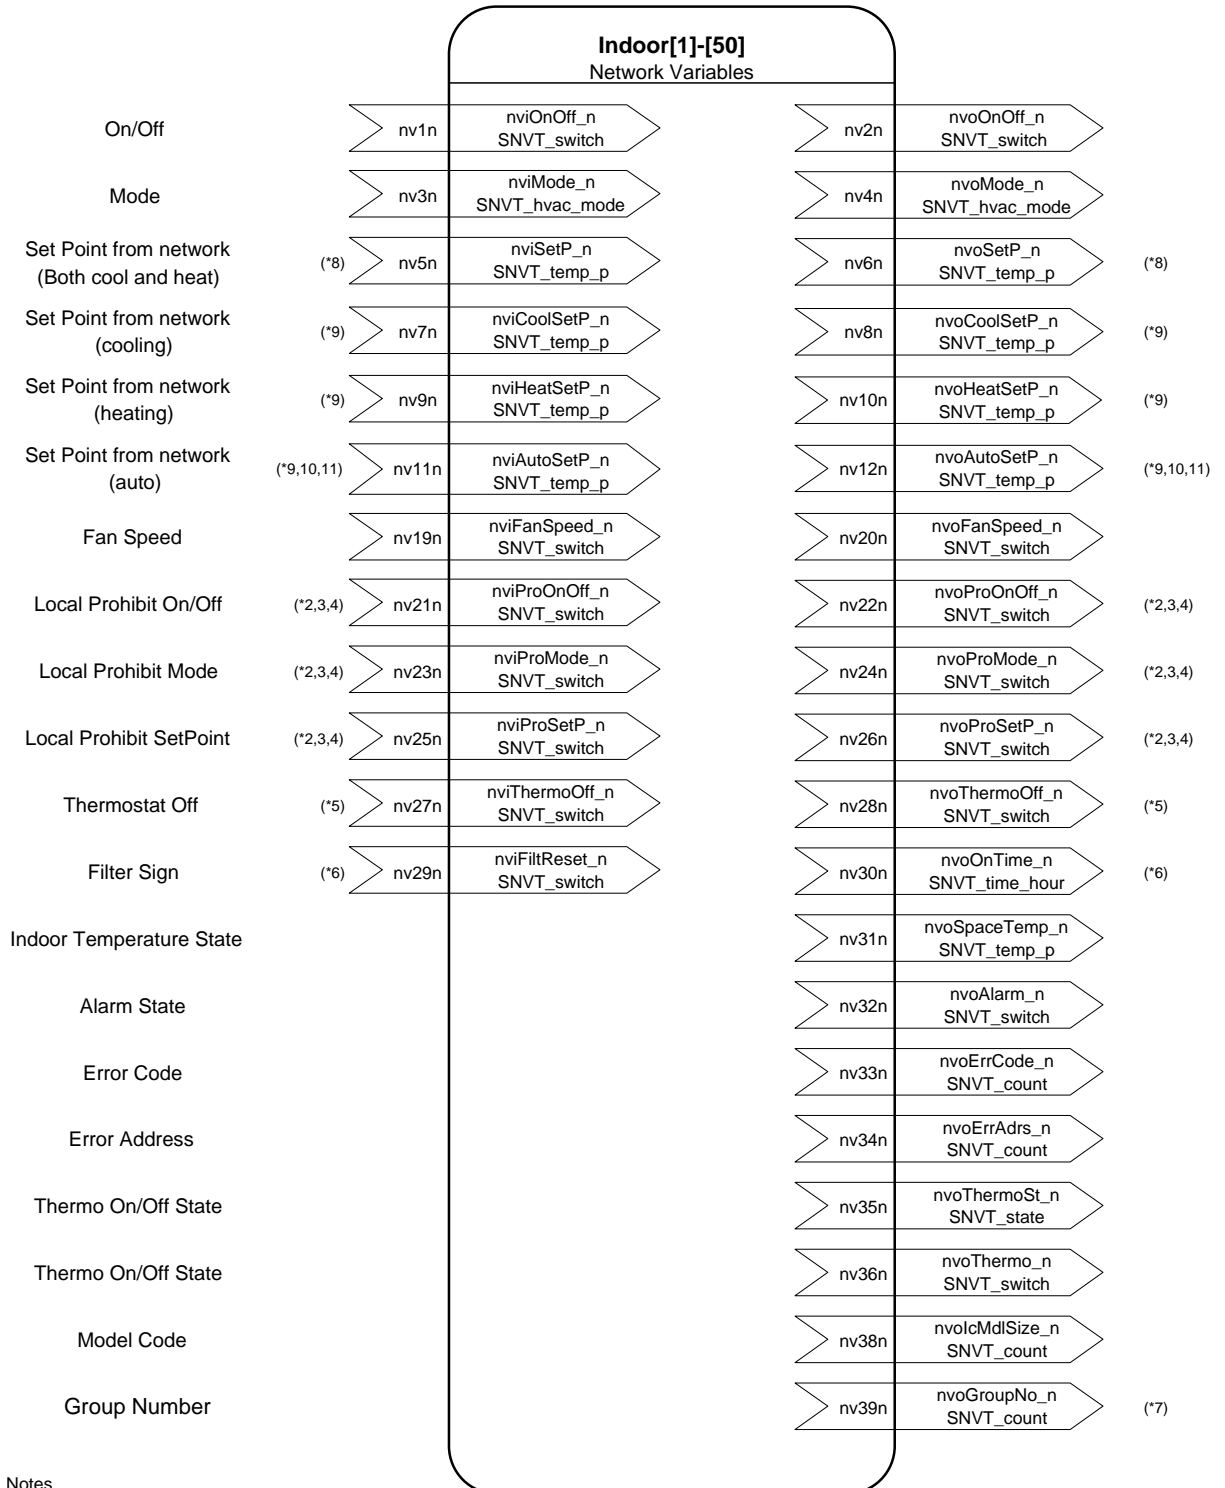 Indoor[1]-[50]
Network Variables
On/Off nv1n nviOnOff_n nv2n nvoOnOff_n
SNVT_switch SNVT_switch
Mode nv3n nviMode_n nv4n nvoMode_n
SNVT_hvac_mode SNVT_hvac_mode
Set Point from network (*8) nv5n nviSetP_n nv6n nvoSetP_n (*8)
(Both cool and heat) SNVT_temp_p SNVT_temp_p
Set Point from network (*9) nv7n nviCoolSetP_n nv8n nvoCoolSetP_n (*9)
(cooling) SNVT_temp_p SNVT_temp_p
Set Point from network (*9) nv9n nviHeatSetP_n nv10n nvoHeatSetP_n (*9)
(heating) SNVT_temp_p SNVT_temp_p
Set Point from network (*9,10,11) nv11n nviAutoSetP_n nv12n nvoAutoSetP_n (*9,10,11)
(auto) SNVT_temp_p SNVT_temp_p
Fan Speed nv19n nviFanSpeed_n nv20n nvoFanSpeed_n
SNVT_switch SNVT_switch
Local Prohibit On/Off (*2,3,4) nv21n nviProOnOff_n nv22n nvoProOnOff_n (*2,3,4)
SNVT_switch SNVT_switch
Local Prohibit Mode (*2,3,4) nv23n nviProMode_n nv24n nvoProMode_n (*2,3,4)
SNVT_switch SNVT_switch
Local Prohibit SetPoint (*2,3,4) nv25n nviProSetP_n nv26n nvoProSetP_n (*2,3,4)
SNVT_switch SNVT_switch
Thermostat Off (*5) nv27n nviThermoOff_n nv28n nvoThermoOff_n (*5)
SNVT_switch SNVT_switch
Filter Sign (*6) nv29n nviFiltReset_n nv30n nvoOnTime_n (*6)
SNVT_switch SNVT_time_hour
Indoor Temperature State nv31n nvoSpaceTemp_n
SNVT_temp_p
Alarm State nv32n nvoAlarm_n
SNVT_switch
Error Code nv33n nvoErrCode_n
SNVT_count
Error Address nv34n nvoErrAdrs_n
SNVT_count
Thermo On/Off State nv35n nvoThermoSt_n
SNVT_state
Thermo On/Off State nv36n nvoThermo_n
SNVT_switch
Model Code nv38n nvoIcMdlSize_n
SNVT_count
Group Number nv39n nvoGroupNo_n (*7)
SNVT_count
Notes